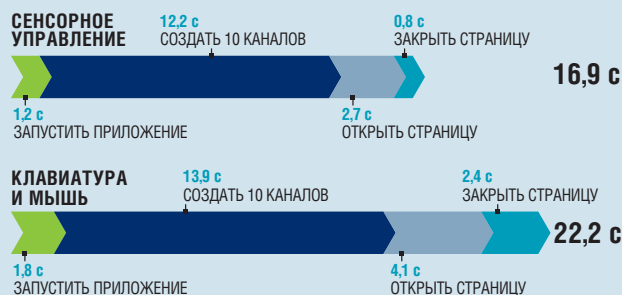 СЕНСОРНОЕ
УПРАВЛЕНИЕ
12,2 с
СОЗДАТЬ 10 КАНАЛОВ
0,8 с
ЗАКРЫТЬ СТРАНИЦУ
16,9 с
1,2 с
ЗАПУСТИТЬ ПРИЛОЖЕНИЕ
2,7 с
ОТКРЫТЬ СТРАНИЦУ
КЛАВИАТУРА
И МЫШЬ
13,9 с
СОЗДАТЬ 10 КАНАЛОВ
2,4 с
ЗАКРЫТЬ СТРАНИЦУ
22,2 с
1,8 с
ЗАПУСТИТЬ ПРИЛОЖЕНИЕ
4,1 с
ОТКРЫТЬ СТРАНИЦУ